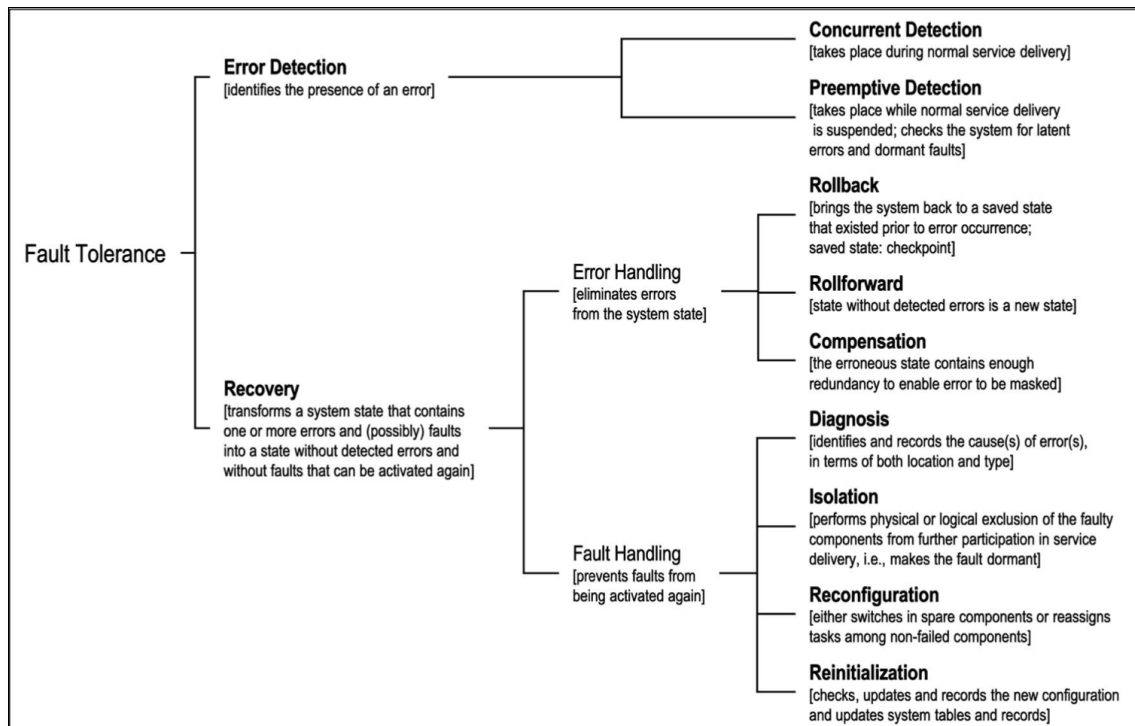 Fault Tolerance
Error Detection
[identifies the presence of an error]
Concurrent Detection
[takes place during normal service delivery]
Preemptive Detection
[takes place while normal service delivery
is suspended; checks the system for latent
errors and dormant faults]
Recovery
[transforms a system state that contains
one or more errors and (possibly) faults
into a state without detected errors and
without faults that can be activated again]
Error Handling
[eliminates errors
from the system state]
Rollback
[brings the system back to a saved state
that existed prior to error occurrence;
saved state: checkpoint]
Rollforward
[state without detected errors is a new state]
Compensation
[the erroneous state contains enough
redundancy to enable error to be masked]
Fault Handling
[prevents faults from
being activated again]
Diagnosis
[identifies and records the cause(s) of error(s),
in terms of both location and type]
Isolation
[performs physical or logical exclusion of the faulty
components from further participation in service
delivery, i.e., makes the fault dormant]
Reconfiguration
[either switches in spare components or reassigns
tasks among non-failed components]
Reinitialization
[checks, updates and records the new configuration
and updates system tables and records]